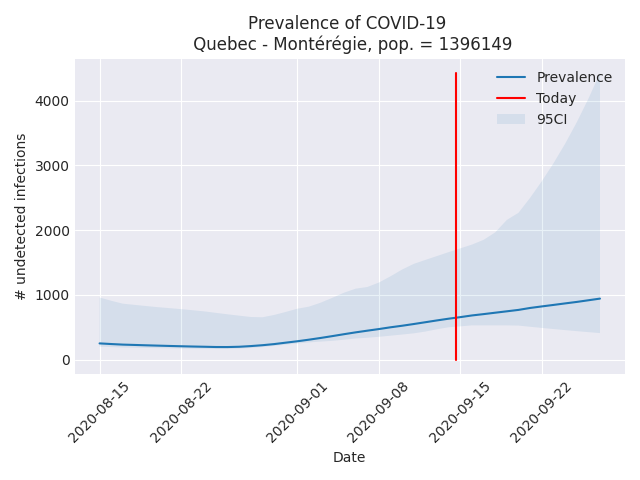 Prevalence of COVID-19
Quebec - Montérégie, pop. = 1396149
Prevalence
Today
95CI
4000
3000
2000
1000
0
# undetected infections
2020-08-15
2020-08-22
2020-09-01
2020-09-08
2020-09-15
2020-09-22
Date